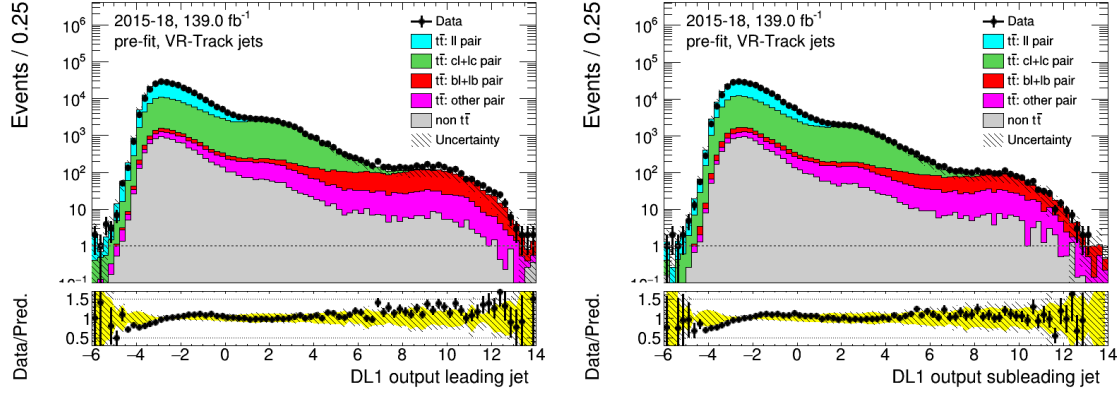 Events / 0.25
10⁶
10⁵
10⁴
10³
10²
10
1
10⁻¹
2015-18, 139.0 fb⁻¹
pre-fit, VR-Track jets
Data
tt̄: ll pair
tt̄: cl+lc pair
tt̄: bl+lb pair
tt̄: other pair
non tt̄
Uncertainty
Data/Pred.
1.5
1
0.5
−6 −4 −2 0 2 4 6 8 10 12 14
DL1 output leading jet
Events / 0.25
10⁶
10⁵
10⁴
10³
10²
10
1
10⁻¹
2015-18, 139.0 fb⁻¹
pre-fit, VR-Track jets
Data
tt̄: ll pair
tt̄: cl+lc pair
tt̄: bl+lb pair
tt̄: other pair
non tt̄
Uncertainty
Data/Pred.
1.5
1
0.5
−6 −4 −2 0 2 4 6 8 10 12 14
DL1 output subleading jet